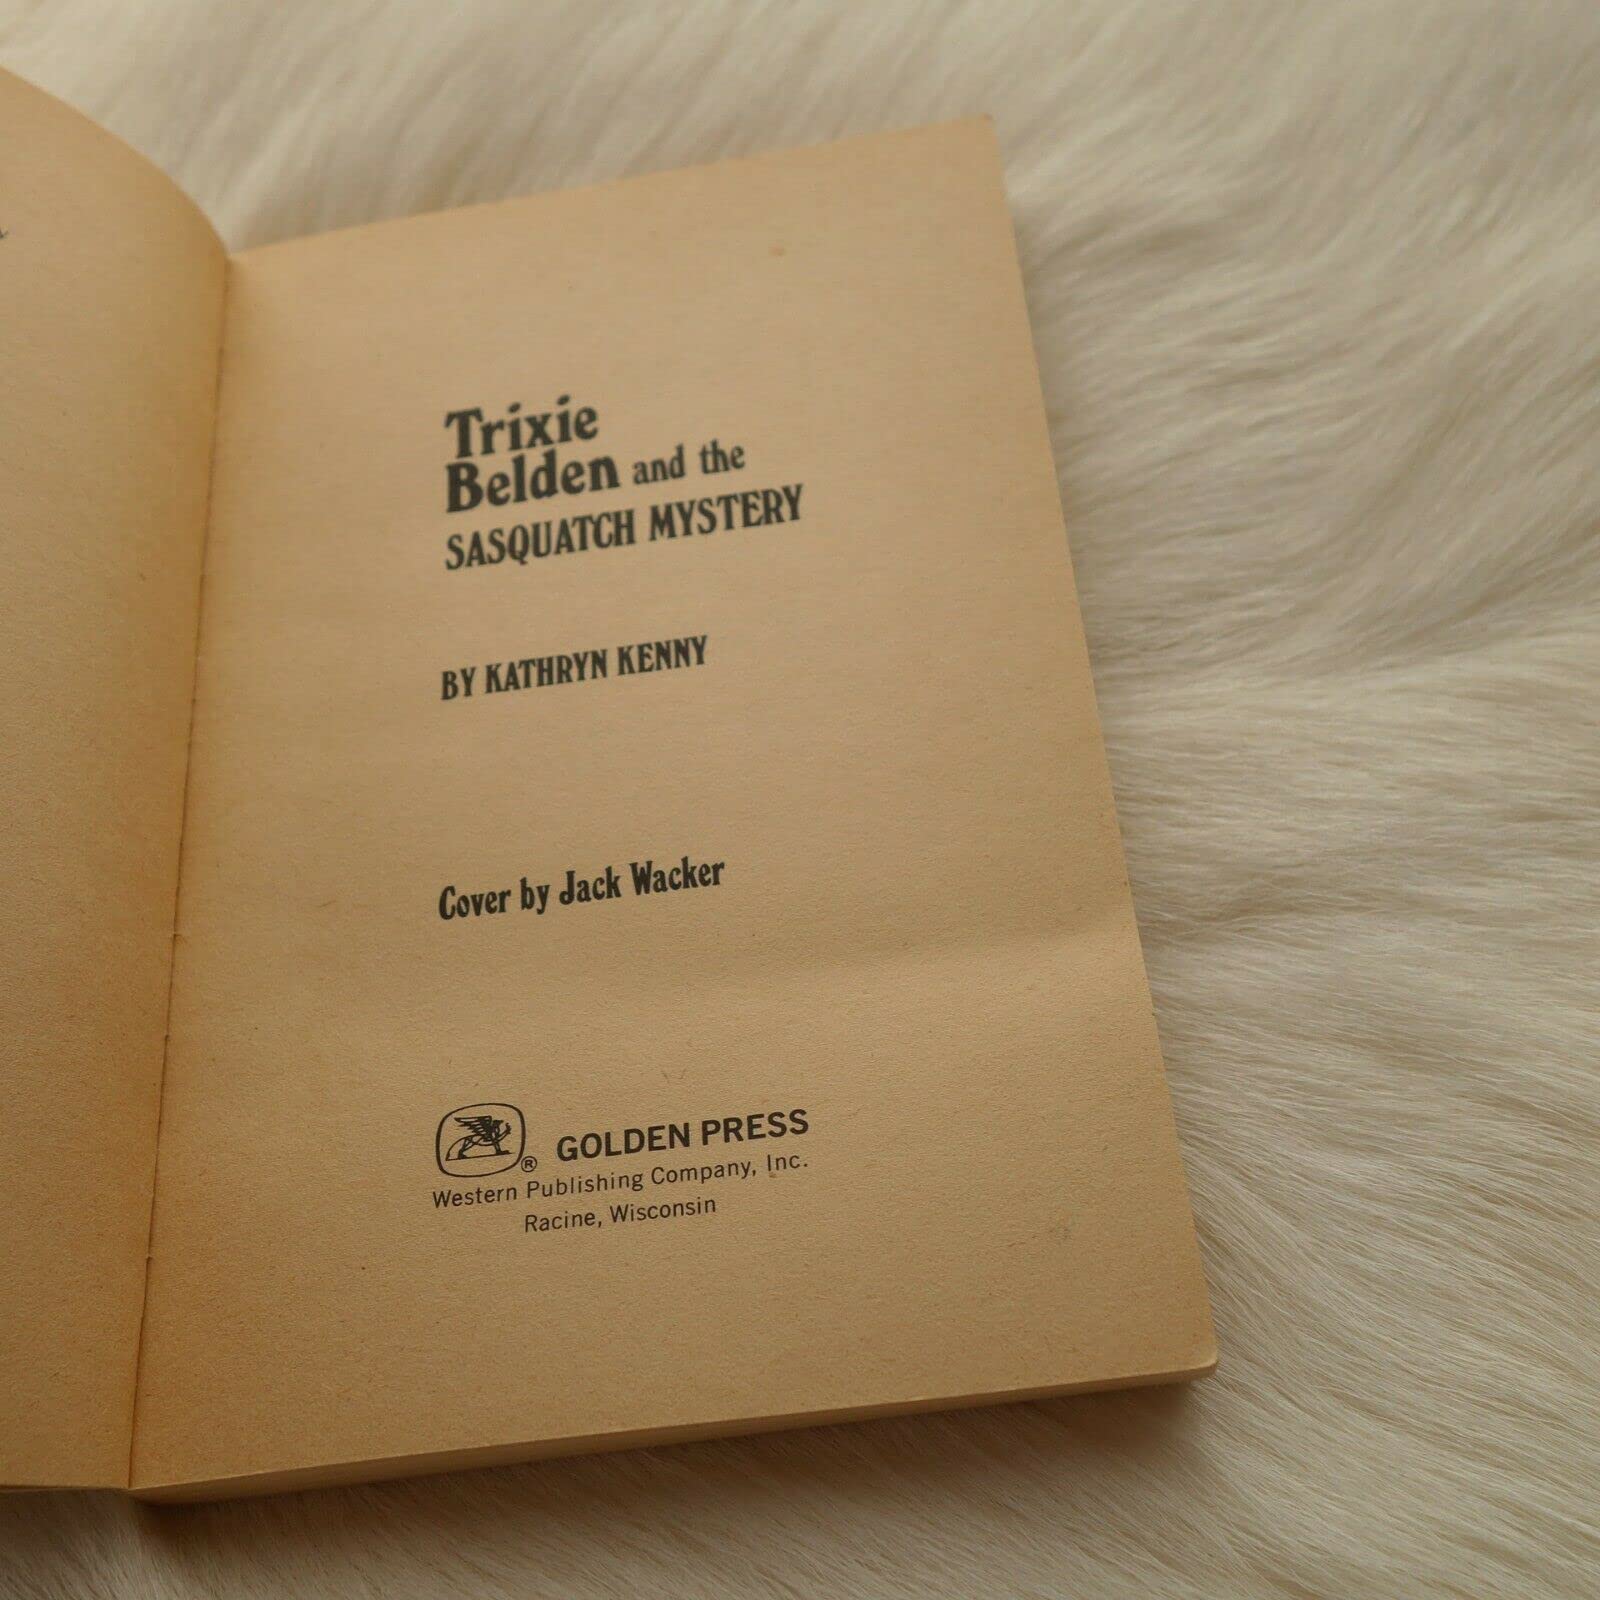 Trixie
Belden and the
SASQUATCH MYSTERY
BY KATHRYN KENNY
Cover by Jack Wacker
® GOLDEN PRESS
Western Publishing Company, Inc.
Racine, Wisconsin